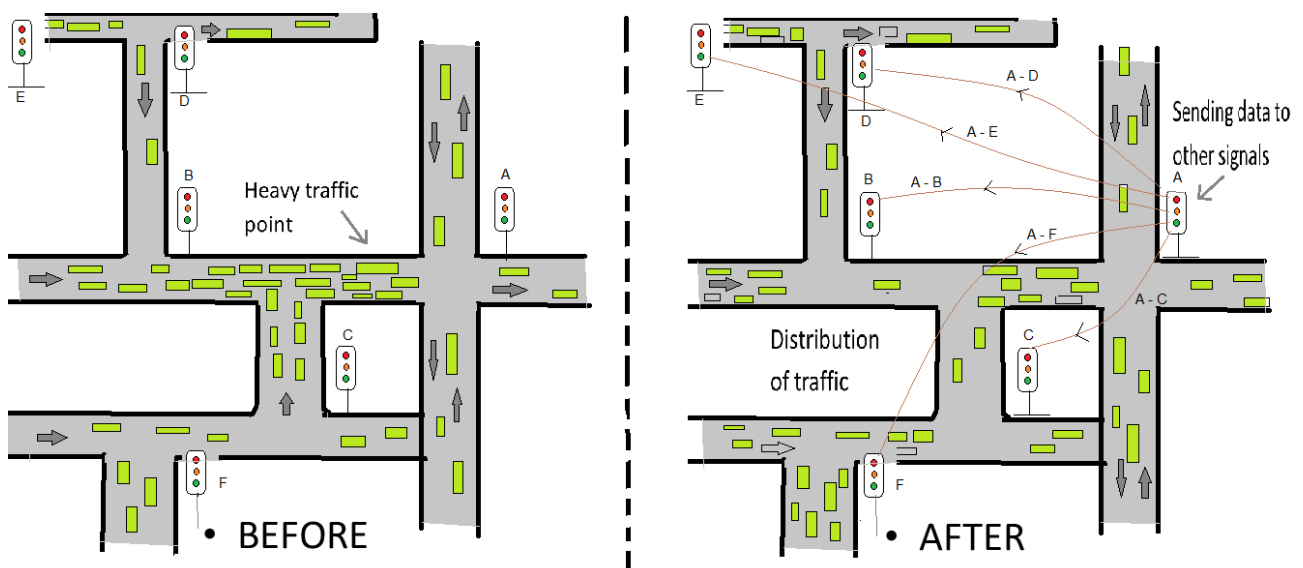 E
D
B
A
Heavy traffic
point
C
F
• BEFORE
E
D
A - D
A - E
Sending data to
other signals
A
B
A - B
A - F
A - C
C
Distribution
of traffic
F
• AFTER